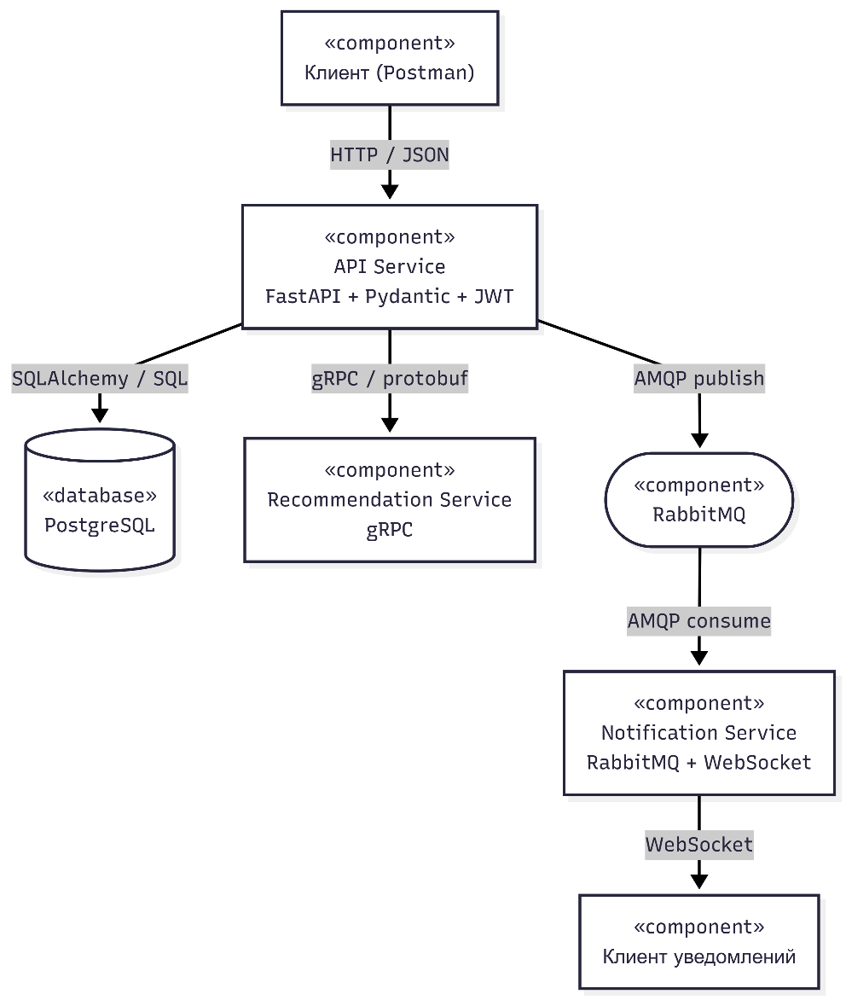 «component»
Клиент (Postman)
HTTP / JSON
«component»
API Service
FastAPI + Pydantic + JWT
SQLAlchemy / SQL
gRPC / protobuf
AMQP publish
«database»
PostgreSQL
«component»
Recommendation Service
gRPC
«component»
RabbitMQ
AMQP consume
«component»
Notification Service
RabbitMQ + WebSocket
WebSocket
«component»
Клиент уведомлений